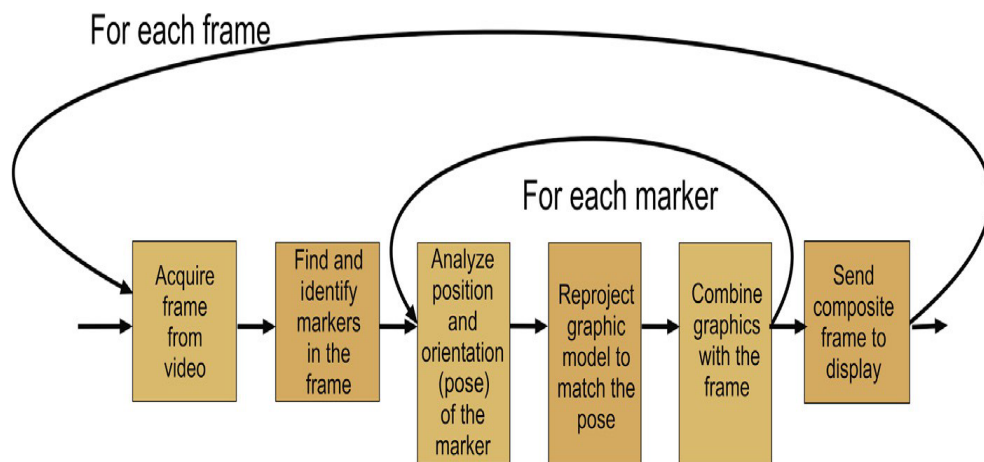 For each frame
For each marker
Acquire
frame
from
video
Find and
identify
markers
in the
frame
Analyze
position
and
orientation
(pose)
of the
marker
Reproject
graphic
model to
match the
pose
Combine
graphics
with the
frame
Send
composite
frame to
display